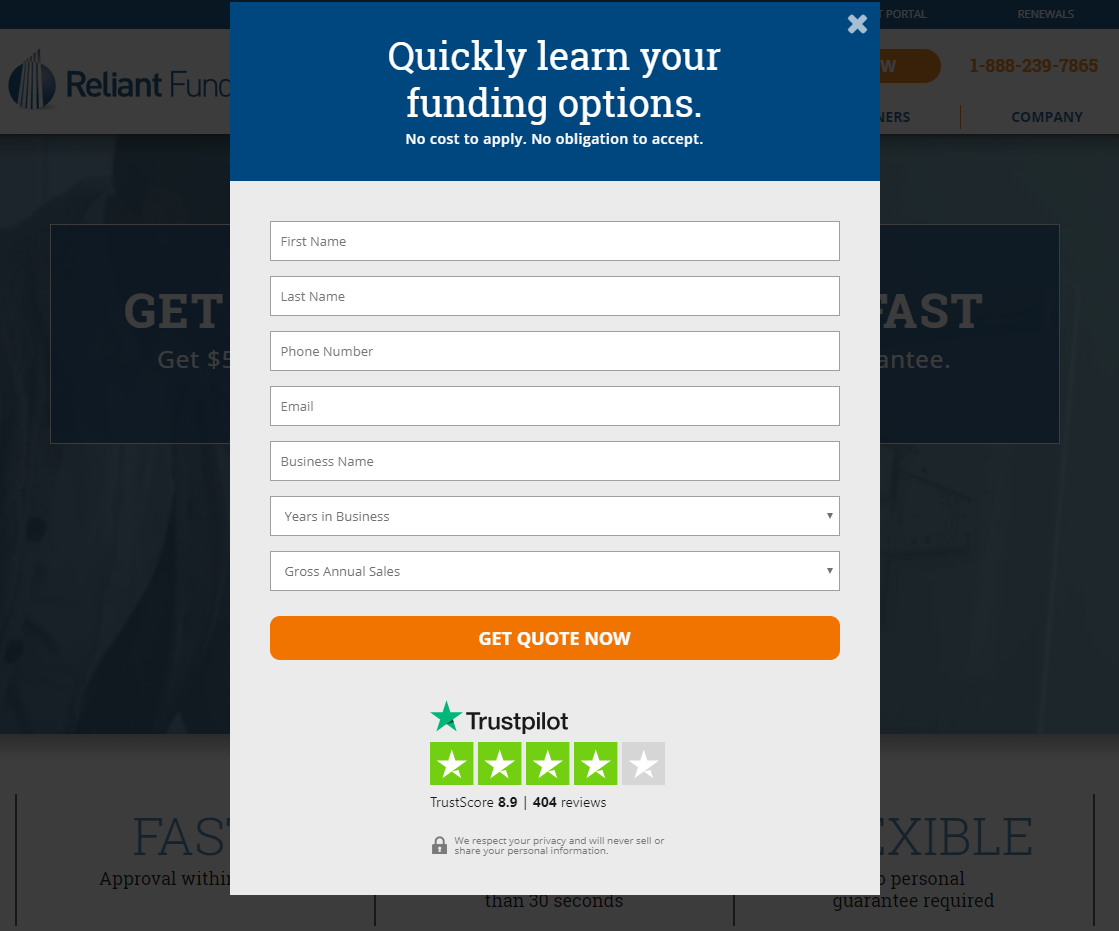 PORTAL
RENEWALS
Reliant Func
W
1-888-239-7865
NERS
COMPANY
Quickly learn your
funding options.
No cost to apply. No obligation to accept.
First Name
Last Name
Phone Number
Email
Business Name
Years in Business
Gross Annual Sales
GET QUOTE NOW
GET
FAST
Get $5
antee.
Trustpilot
TrustScore 8.9 | 404 reviews
We respect your privacy and will never sell or
share your personal information.
FAS
EXIBLE
Approval within
personal
than 30 seconds
guarantee required